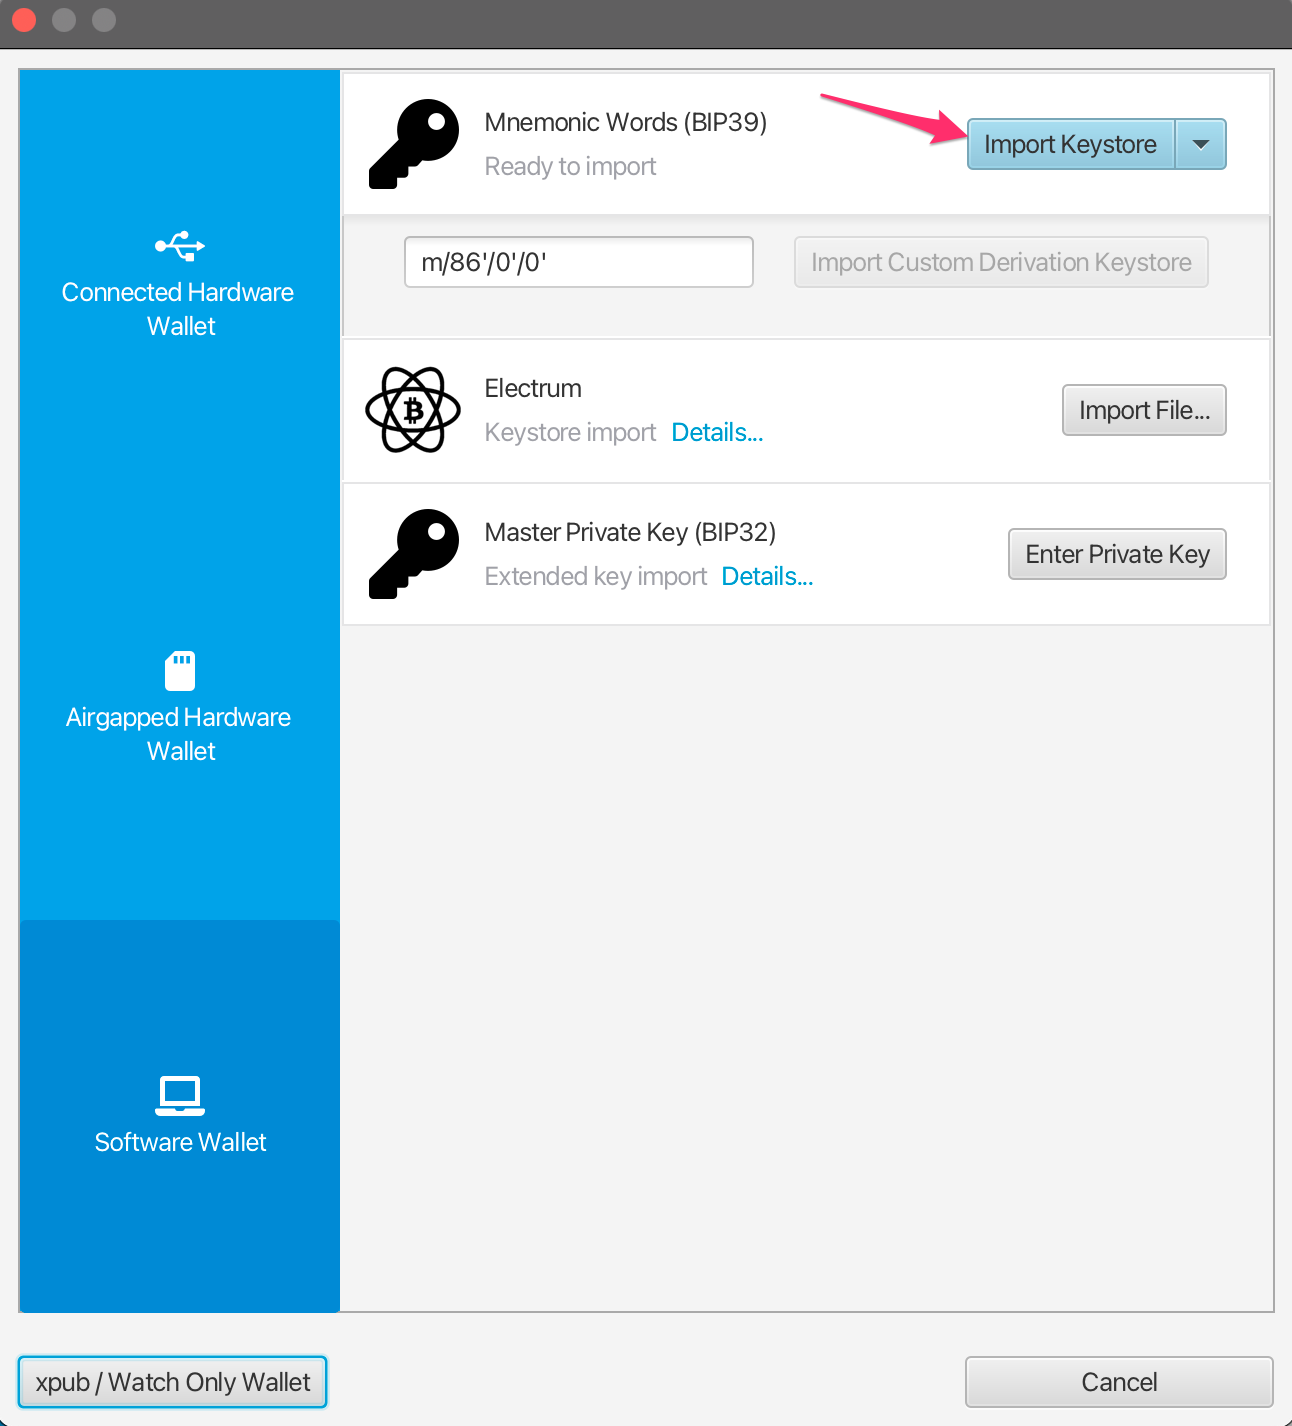 Connected Hardware
Wallet
Airgapped Hardware
Wallet
Software Wallet
Mnemonic Words (BIP39)
Ready to import
Import Keystore
m/86'/0'/0'
Import Custom Derivation Keystore
Electrum
Keystore import Details...
Import File...
Master Private Key (BIP32)
Extended key import Details...
Enter Private Key
xpub / Watch Only Wallet
Cancel